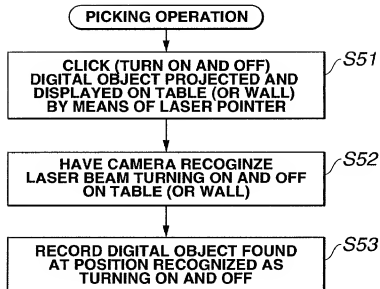 PICKING OPERATION
CLICK (TURN ON AND OFF)
DIGITAL OBJECT PROJECTED AND
DISPLAYED ON TABLE (OR WALL)
BY MEANS OF LASER POINTER
S51
HAVE CAMERA RECOGINZE
LASER BEAM TURNING ON AND OFF
ON TABLE (OR WALL)
S52
RECORD DIGITAL OBJECT FOUND
AT POSITION RECOGNIZED AS
TURNING ON AND OFF
S53